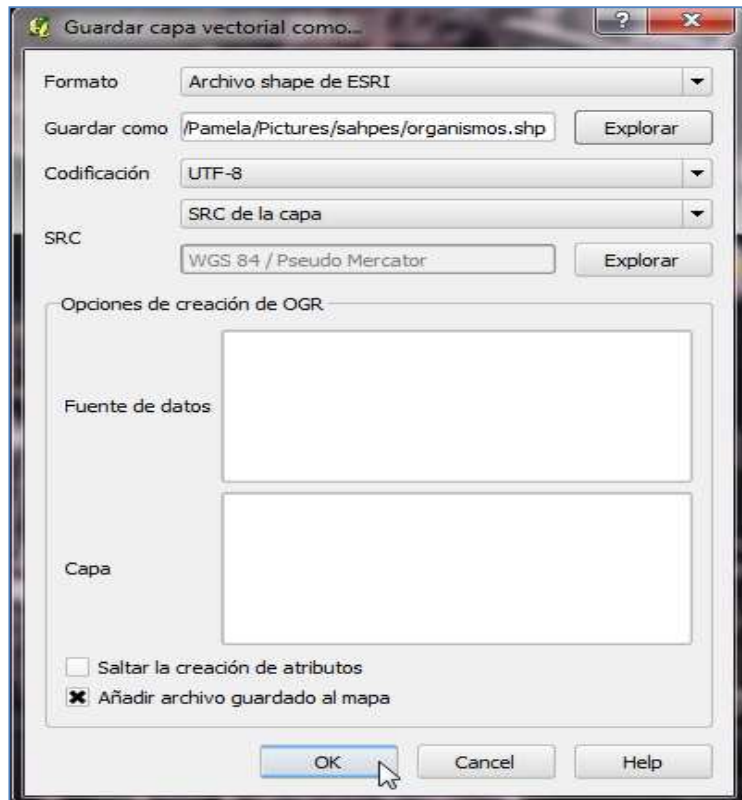 Guardar capa vectorial como...
?
Formato Archivo shape de ESRI
Guardar como /Pamela/Pictures/sahpes/organismos.shp Explorar
Codificación UTF-8
SRC de la capa
SRC
WGS 84 / Pseudo Mercator Explorar
Opciones de creación de OGR
Fuente de datos
Capa
Saltar la creación de atributos
Añadir archivo guardado al mapa
OK Cancel Help